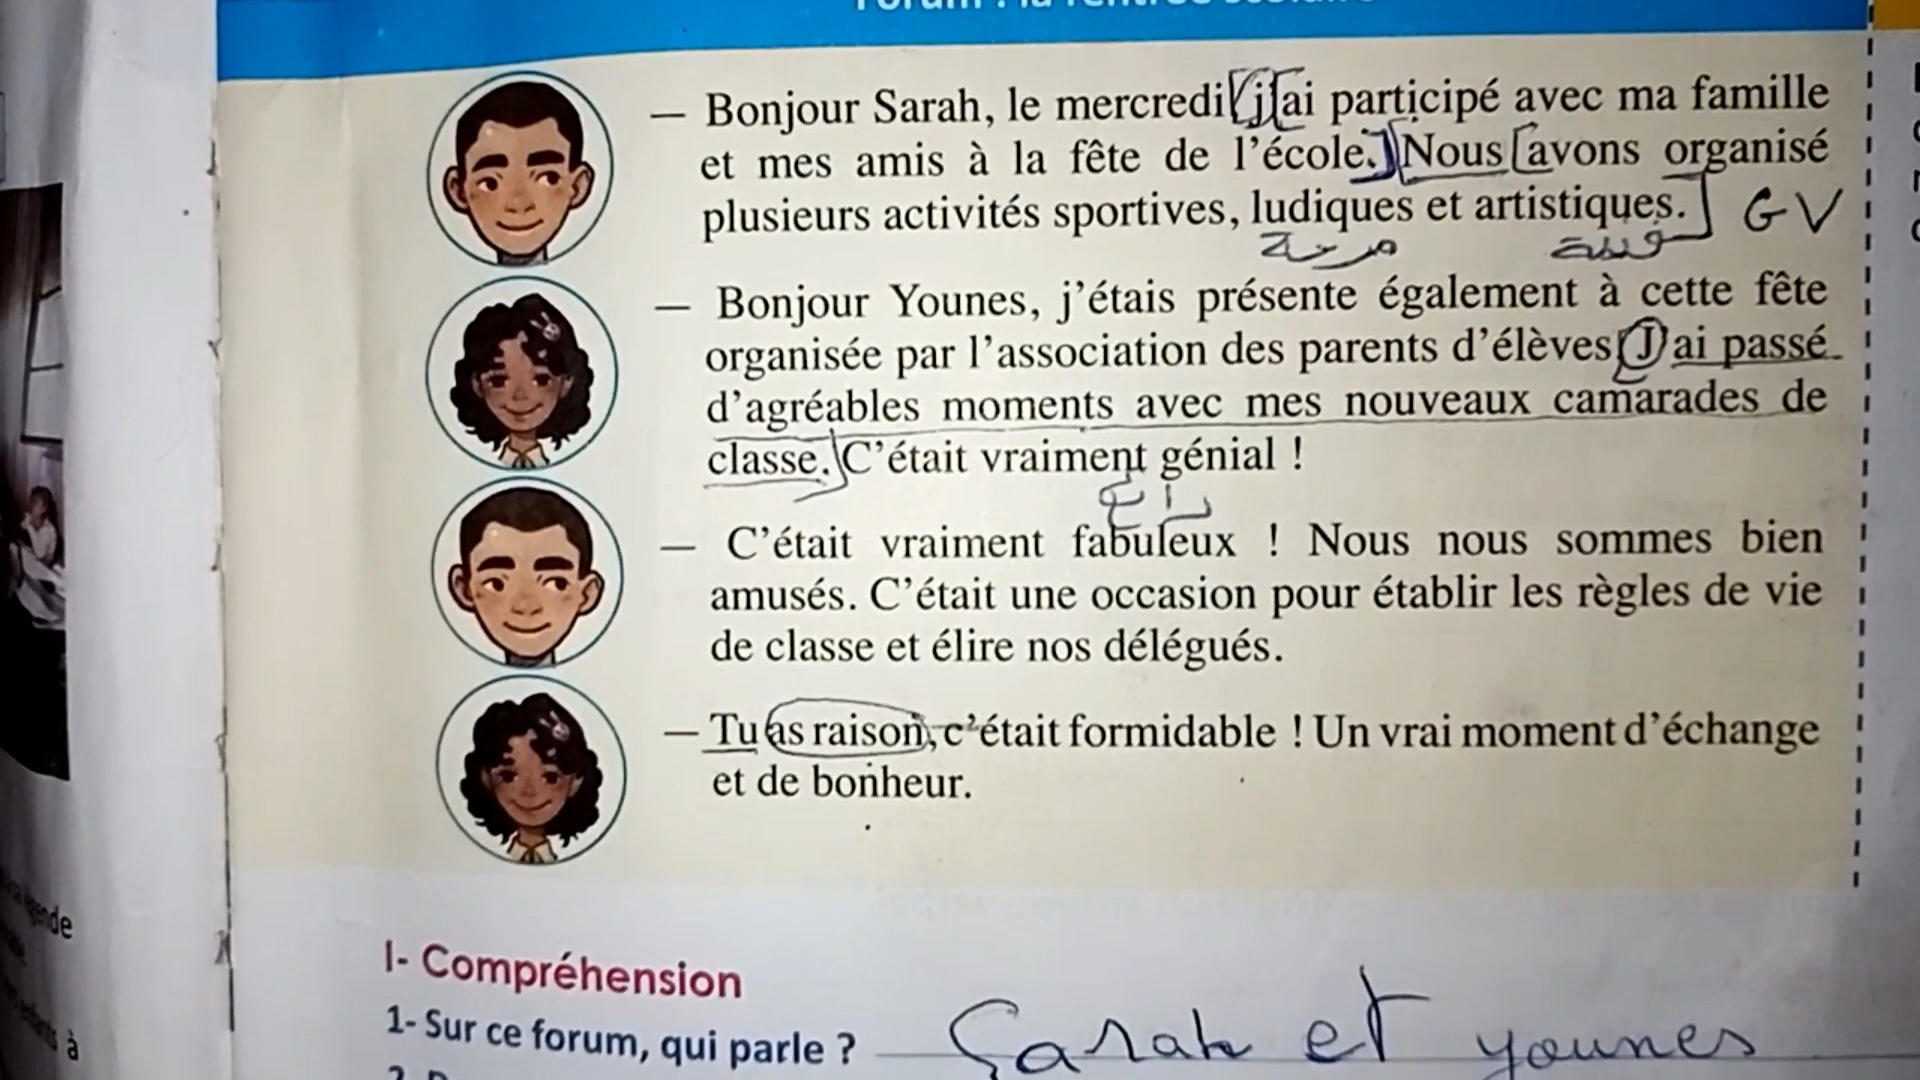 Forum : la rentrée scolaire
— Bonjour Sarah, le mercredi j'ai participé avec ma famille
et mes amis à la fête de l'école. Nous avons organisé
plusieurs activités sportives, ludiques et artistiques. GV
فنية مرحة
— Bonjour Younes, j'étais présente également à cette fête
organisée par l'association des parents d'élèves J'ai passé
d'agréables moments avec mes nouveaux camarades de
classe. C'était vraiment génial !
رائع
— C'était vraiment fabuleux ! Nous nous sommes bien
amusés. C'était une occasion pour établir les règles de vie
de classe et élire nos délégués.
— Tu as raison, c'était formidable ! Un vrai moment d'échange
et de bonheur.
I- Compréhension
1- Sur ce forum, qui parle ? Sarah et younes
à